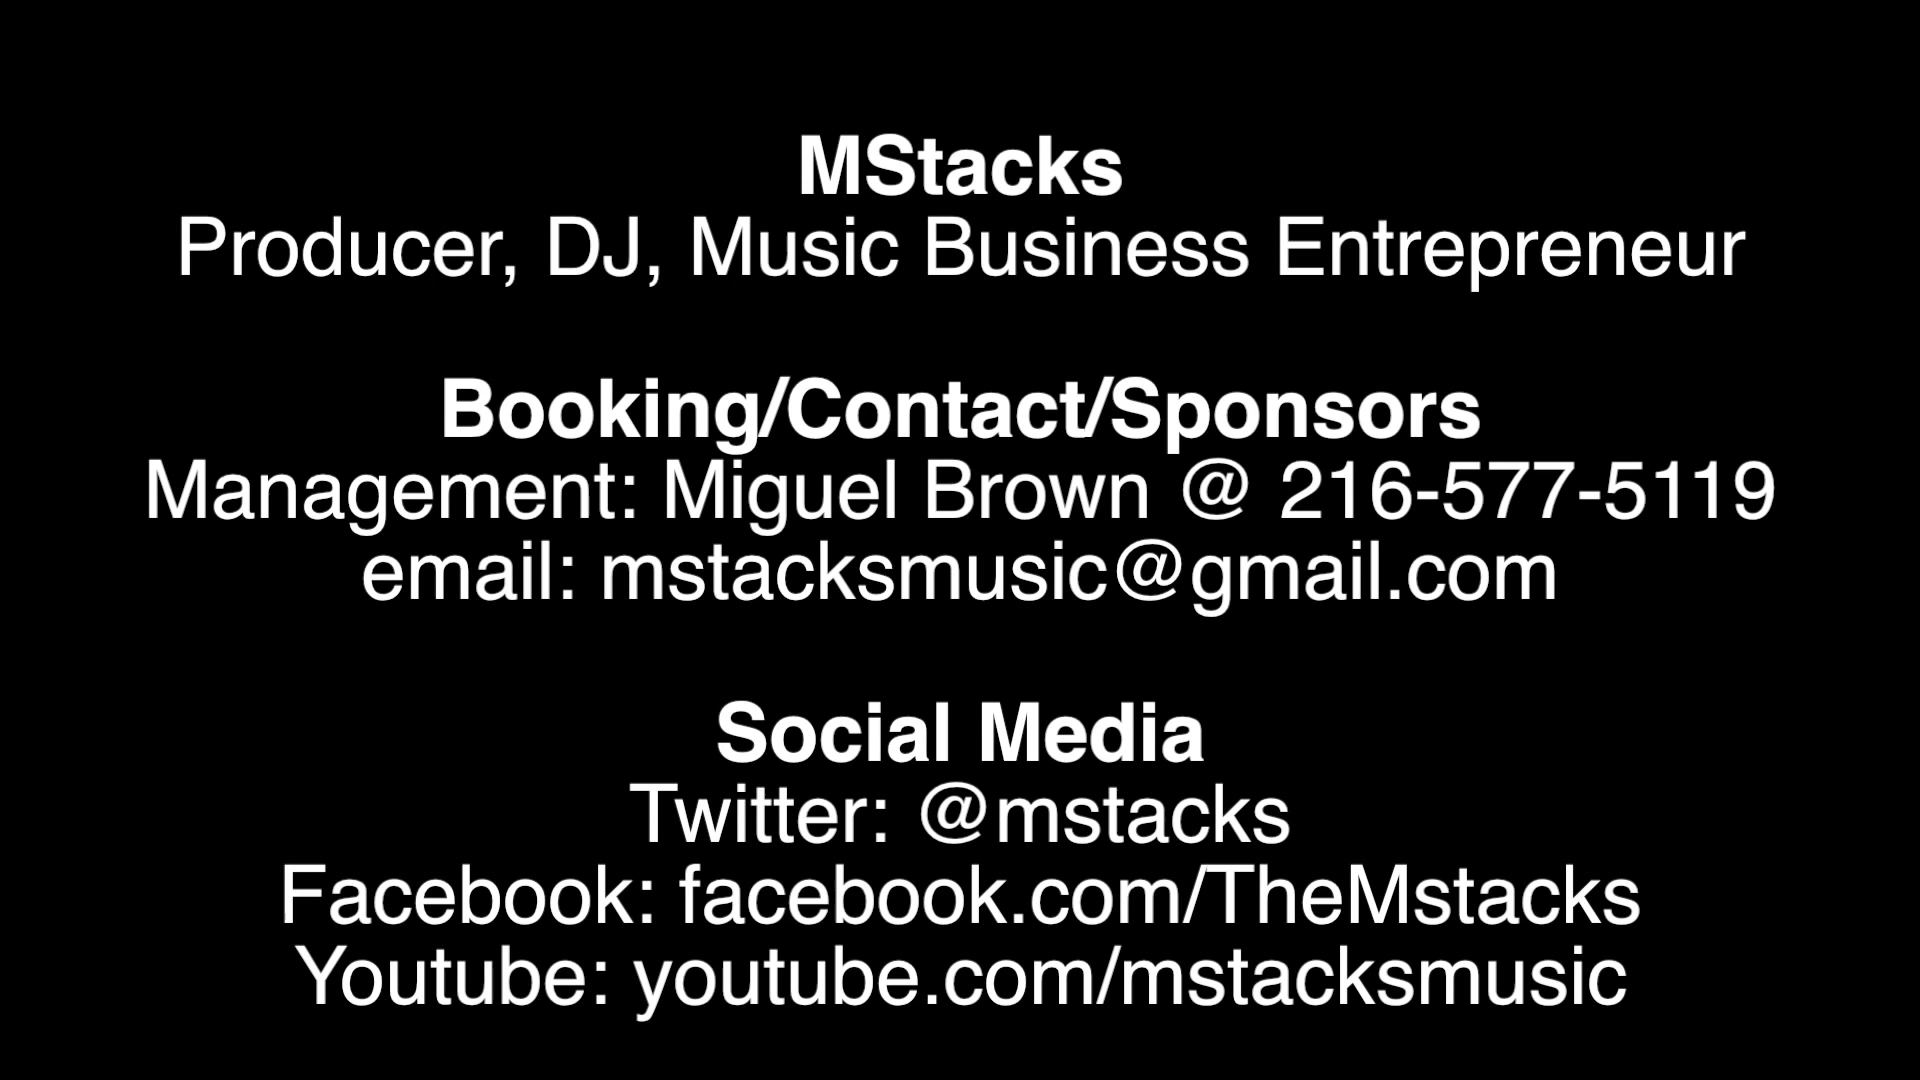 MStacks
Producer, DJ, Music Business Entrepreneur
Booking/Contact/Sponsors
Management: Miguel Brown @ 216-577-5119
email: mstacksmusic@gmail.com
Social Media
Twitter: @mstacks
Facebook: facebook.com/TheMstacks
Youtube: youtube.com/mstacksmusic